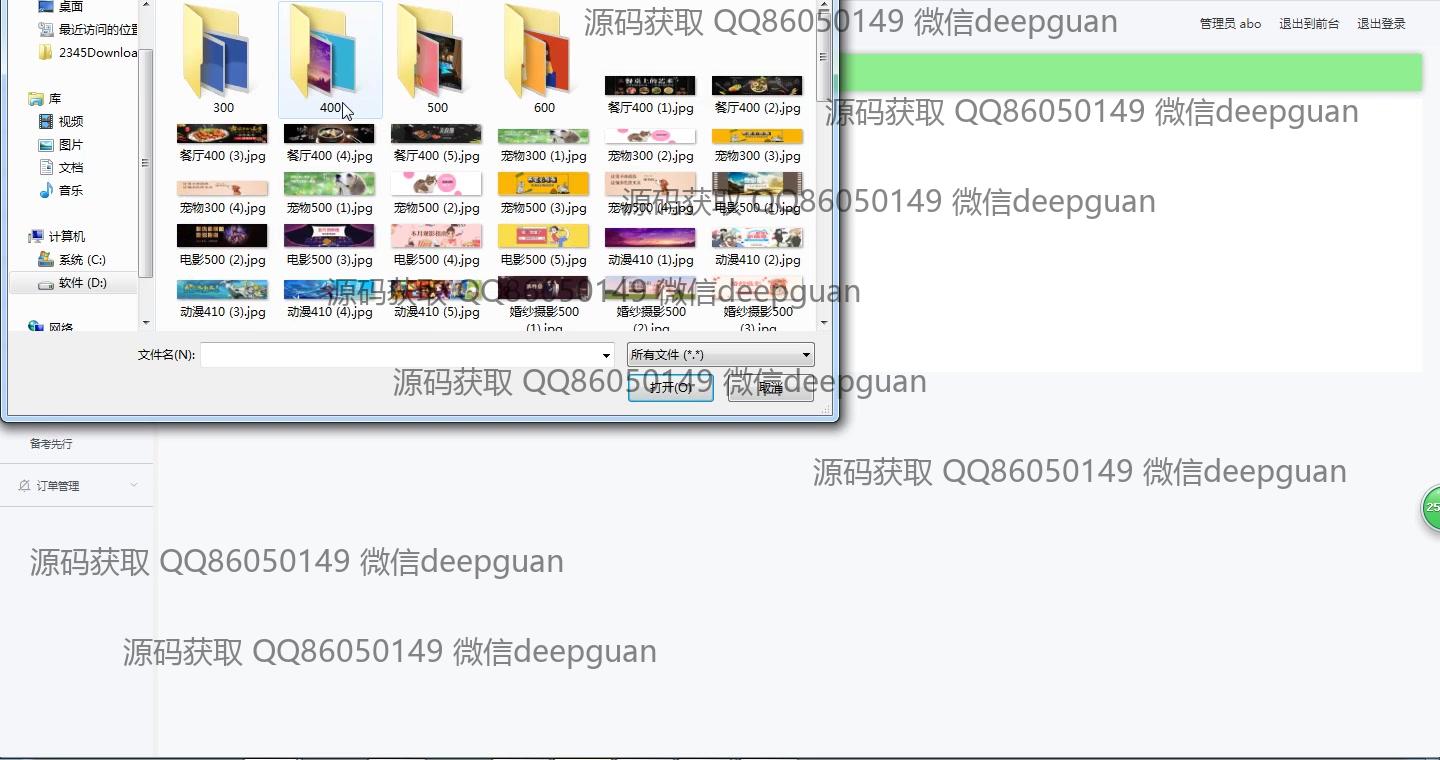 桌面
最近访问的位置
2345Downloa
库
视频
图片
文档
音乐
计算机
系统 (C:)
软件 (D:)
网络
300
400
500
600
餐厅400 (1).jpg
餐厅400 (2).jpg
餐厅400 (3).jpg
餐厅400 (4).jpg
餐厅400 (5).jpg
宠物300 (1).jpg
宠物300 (2).jpg
宠物300 (3).jpg
宠物300 (4).jpg
宠物500 (1).jpg
宠物500 (2).jpg
宠物500 (3).jpg
宠物500 (4).jpg
电影500 (1).jpg
电影500 (2).jpg
电影500 (3).jpg
电影500 (4).jpg
电影500 (5).jpg
动漫410 (1).jpg
动漫410 (2).jpg
动漫410 (3).jpg
动漫410 (4).jpg
动漫410 (5).jpg
婚纱摄影500
(1).jpg
婚纱摄影500
(2).jpg
婚纱摄影500
(3).jpg
文件名(N):
所有文件 (*.*)
打开(O)
取消
管理员 abo
退出到前台
退出登录
备考先行
订单管理
25
源码获取 QQ86050149 微信deepguan
源码获取 QQ86050149 微信deepguan
源码获取 QQ86050149 微信deepguan
源码获取 QQ86050149 微信deepguan
源码获取 QQ86050149 微信deepguan
源码获取 QQ86050149 微信deepguan
源码获取 QQ86050149 微信deepguan
源码获取 QQ86050149 微信deepguan